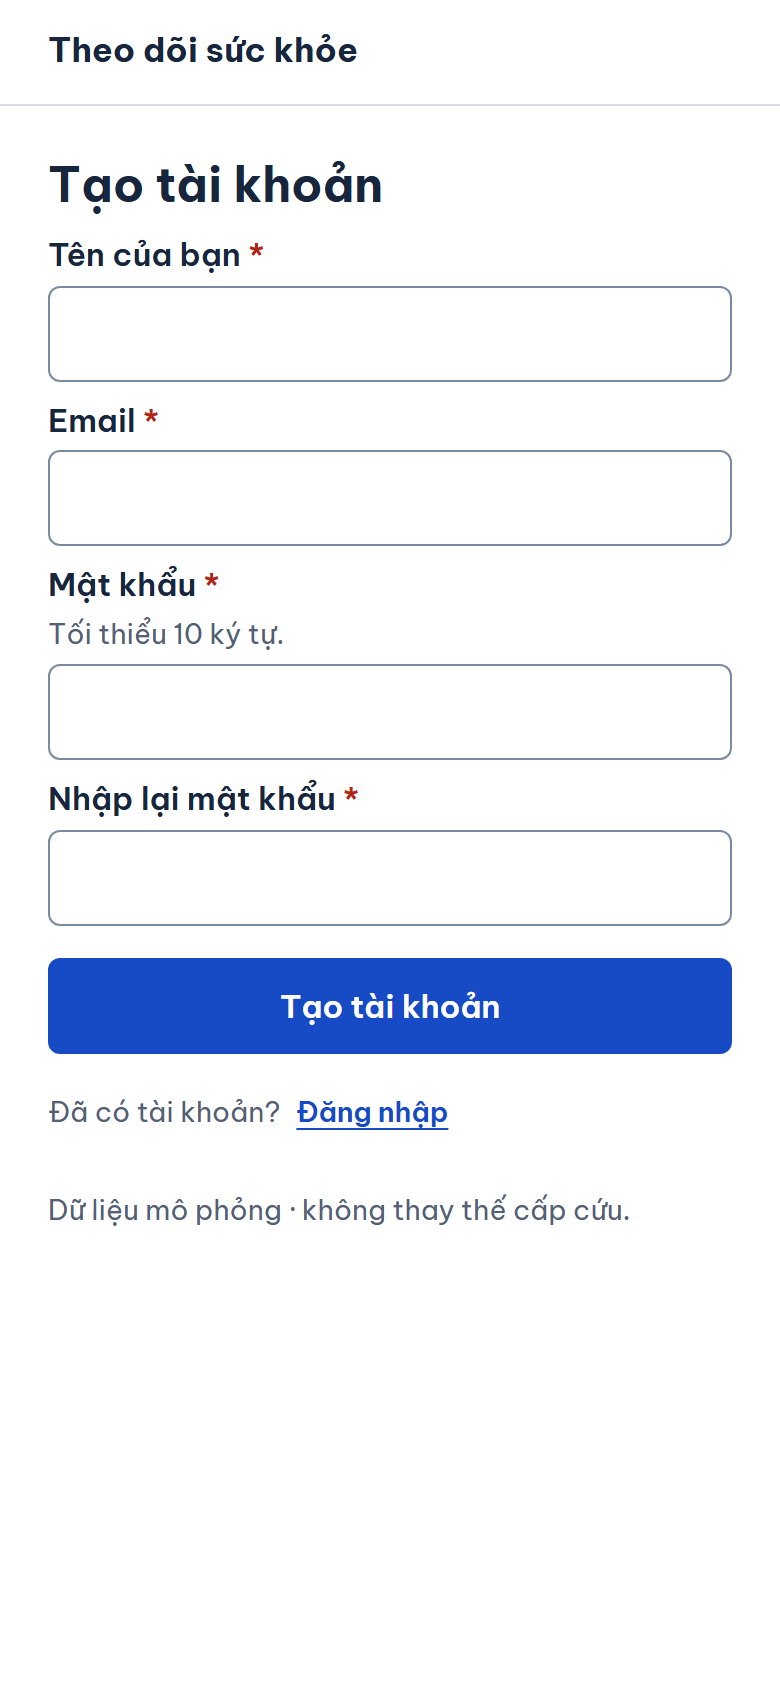 Theo dõi sức khỏe
Tạo tài khoản
Tên của bạn *
Email *
Mật khẩu *
Tối thiểu 10 ký tự.
Nhập lại mật khẩu *
Tạo tài khoản
Đã có tài khoản? Đăng nhập
Dữ liệu mô phỏng · không thay thế cấp cứu.